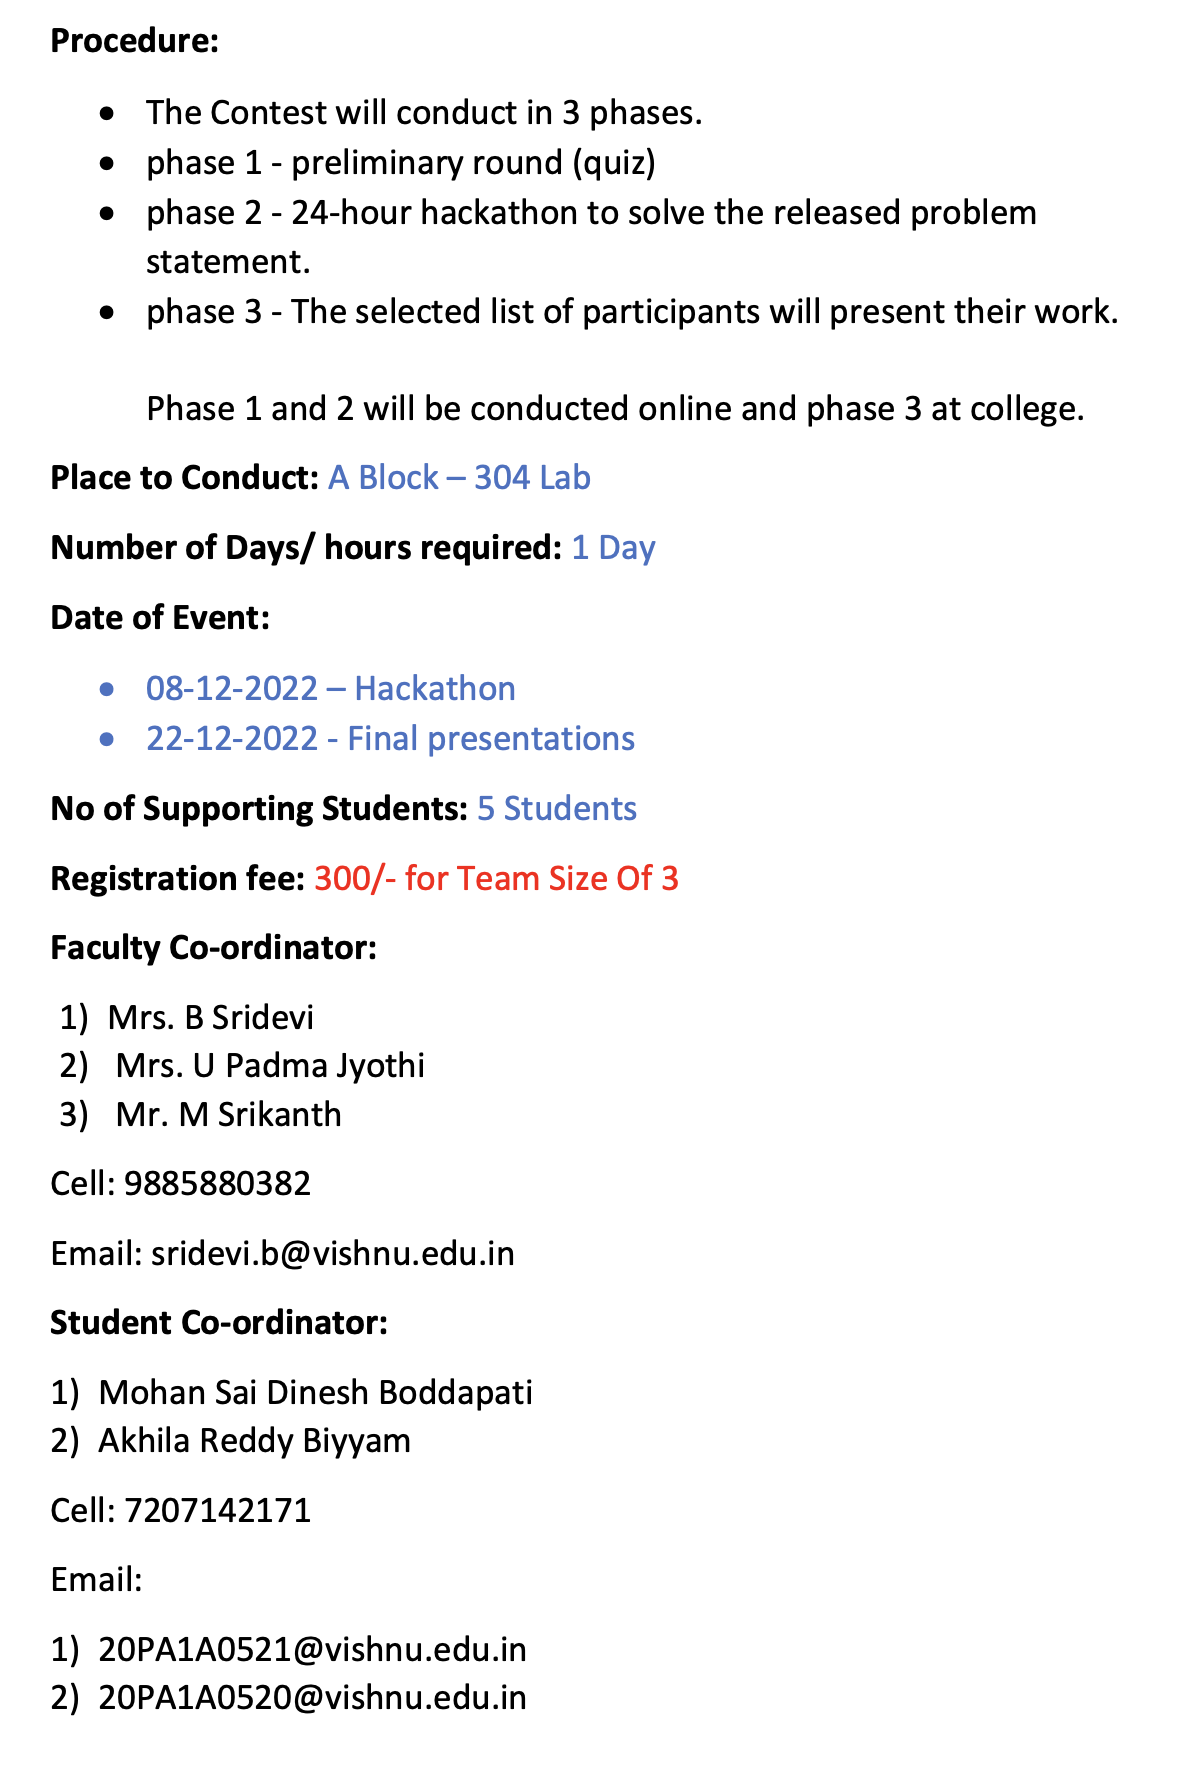 Procedure:
• The Contest will conduct in 3 phases.
• phase 1 - preliminary round (quiz)
• phase 2 - 24-hour hackathon to solve the released problem
statement.
• phase 3 - The selected list of participants will present their work.
Phase 1 and 2 will be conducted online and phase 3 at college.
Place to Conduct: A Block – 304 Lab
Number of Days/ hours required: 1 Day
Date of Event:
• 08-12-2022 – Hackathon
• 22-12-2022 - Final presentations
No of Supporting Students: 5 Students
Registration fee: 300/- for Team Size Of 3
Faculty Co-ordinator:
1) Mrs. B Sridevi
2) Mrs. U Padma Jyothi
3) Mr. M Srikanth
Cell: 9885880382
Email: sridevi.b@vishnu.edu.in
Student Co-ordinator:
1) Mohan Sai Dinesh Boddapati
2) Akhila Reddy Biyyam
Cell: 7207142171
Email:
1) 20PA1A0521@vishnu.edu.in
2) 20PA1A0520@vishnu.edu.in